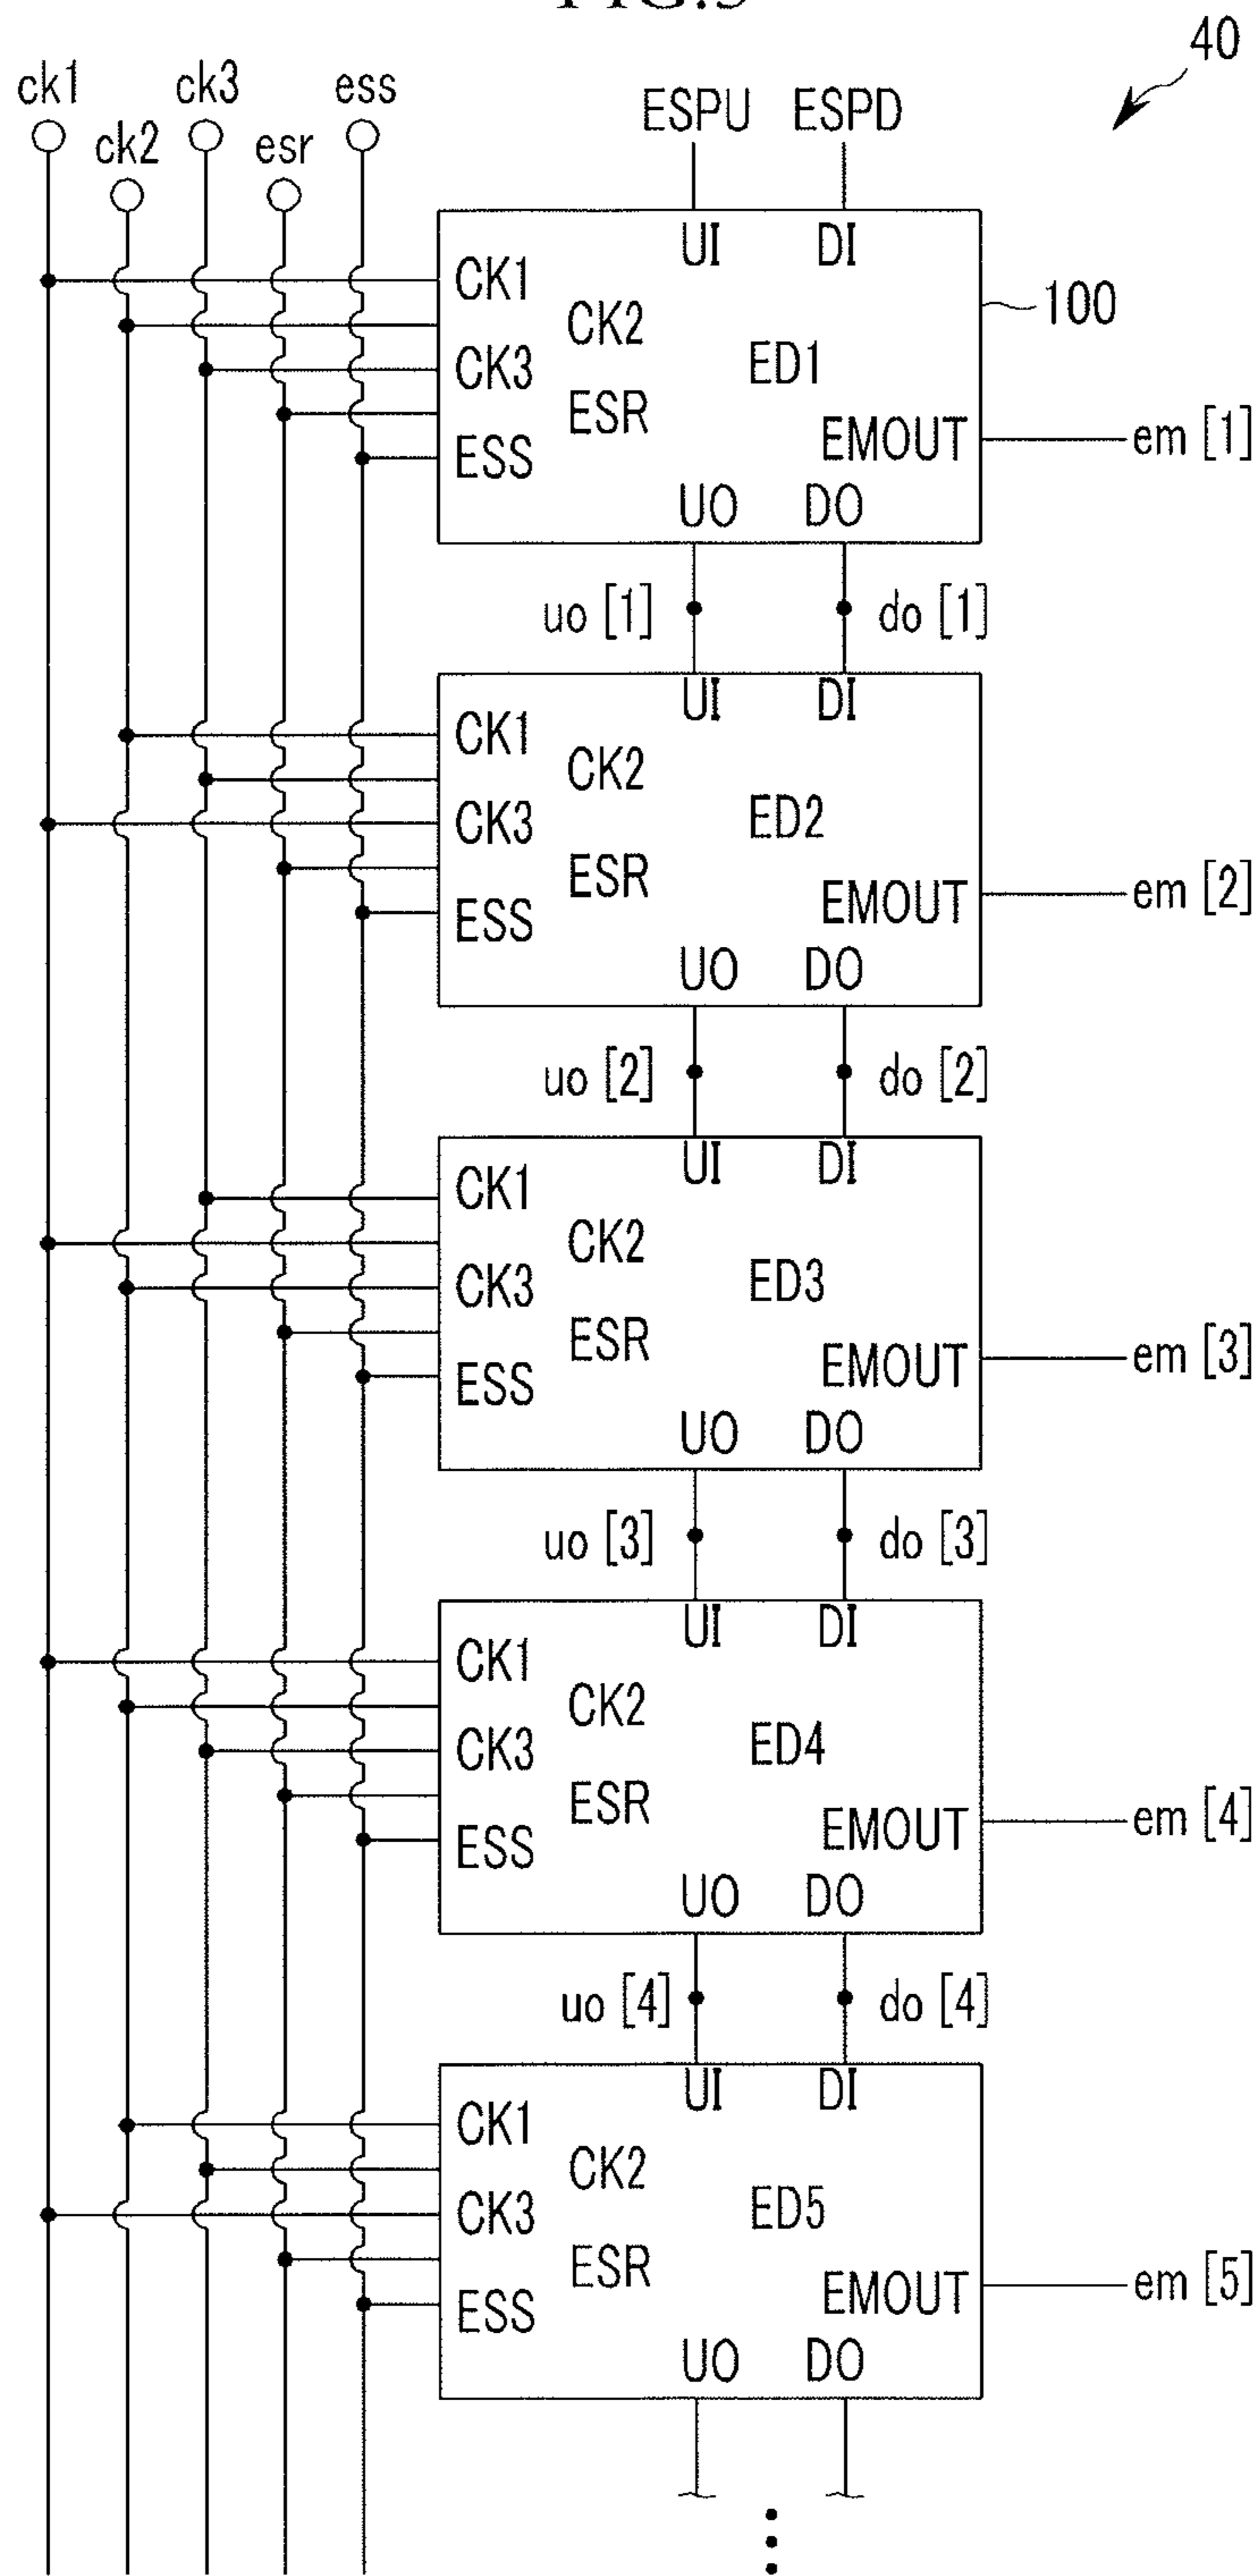 FIG.3
40
ck1 ck3 ess
ck2 esr
ESPU ESPD
UI DI
CK1
CK2
CK3
ESR
ESS
ED1
100
EMOUT
em [1]
UO DO
uo [1] do [1]
UI DI
CK1
CK2
CK3
ESR
ESS
ED2
EMOUT
em [2]
UO DO
uo [2] do [2]
UI DI
CK1
CK2
CK3
ESR
ESS
ED3
EMOUT
em [3]
UO DO
uo [3] do [3]
UI DI
CK1
CK2
CK3
ESR
ESS
ED4
EMOUT
em [4]
UO DO
uo [4] do [4]
UI DI
CK1
CK2
CK3
ESR
ESS
ED5
EMOUT
em [5]
UO DO